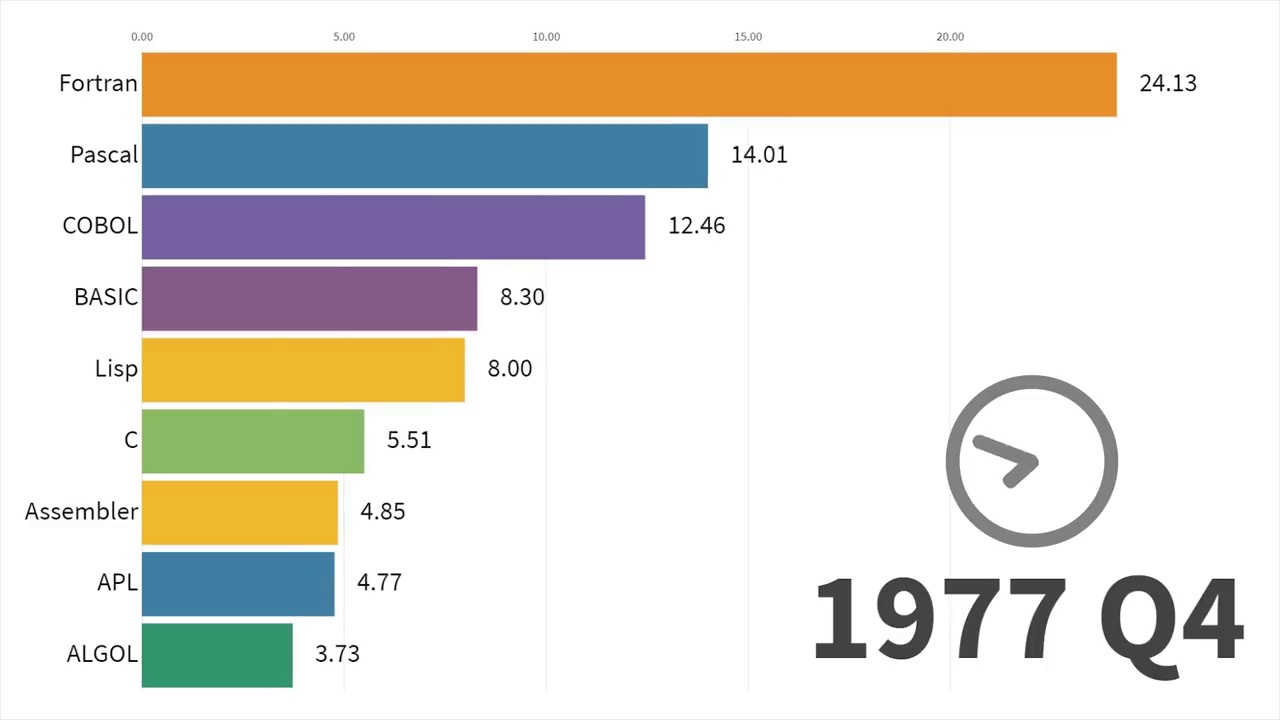 0.00 5.00 10.00 15.00 20.00
Fortran 24.13
Pascal 14.01
COBOL 12.46
BASIC 8.30
Lisp 8.00
C 5.51
Assembler 4.85
APL 4.77
ALGOL 3.73
1977 Q4